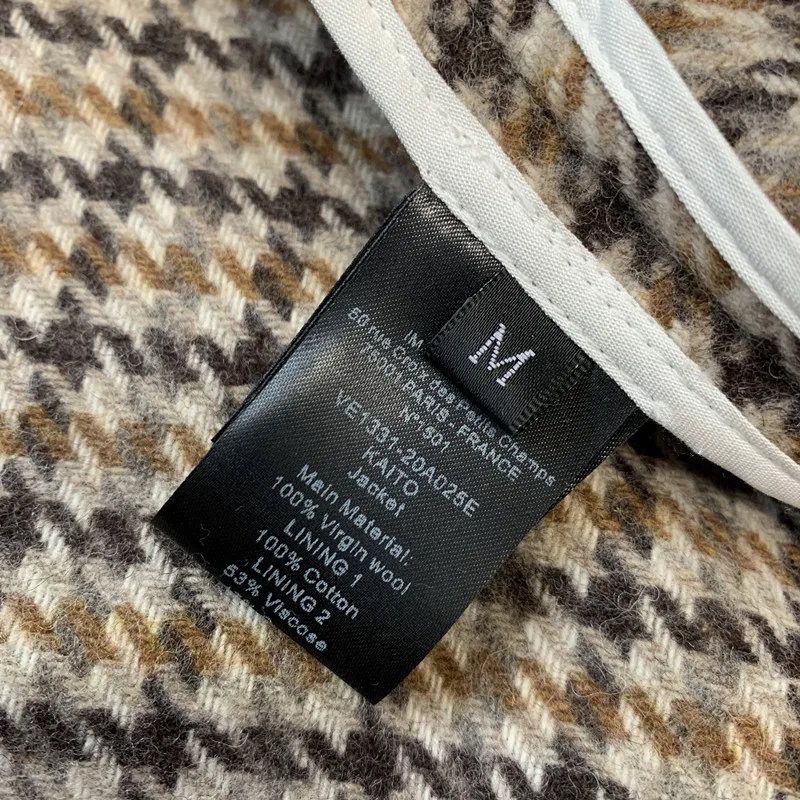 M
IM
50 rue Croix des Petits Champs
75001 PARIS - FRANCE
N°1601
VE1331-20A025E
KAITO
Jacket
Main Material:
100% Virgin wool
LINING 1
100% Cotton
LINING 2
53% Viscose